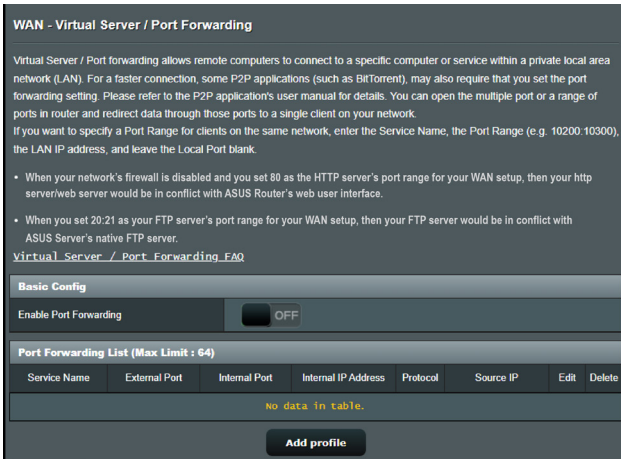 WAN - Virtual Server / Port Forwarding
Virtual Server / Port forwarding allows remote computers to connect to a specific computer or service within a private local area
network (LAN). For a faster connection, some P2P applications (such as BitTorrent), may also require that you set the port
forwarding setting. Please refer to the P2P application's user manual for details. You can open the multiple port or a range of
ports in router and redirect data through those ports to a single client on your network.
If you want to specify a Port Range for clients on the same network, enter the Service Name, the Port Range (e.g. 10200:10300),
the LAN IP address, and leave the Local Port blank.
• When your network's firewall is disabled and you set 80 as the HTTP server's port range for your WAN setup, then your http
server/web server would be in conflict with ASUS Router's web user interface.
• When you set 20:21 as your FTP server's port range for your WAN setup, then your FTP server would be in conflict with
ASUS Server's native FTP server.
Virtual Server / Port Forwarding FAQ
Basic Config
Enable Port Forwarding OFF
Port Forwarding List (Max Limit : 64)
Service Name External Port Internal Port Internal IP Address Protocol Source IP Edit Delete
No data in table.
Add profile